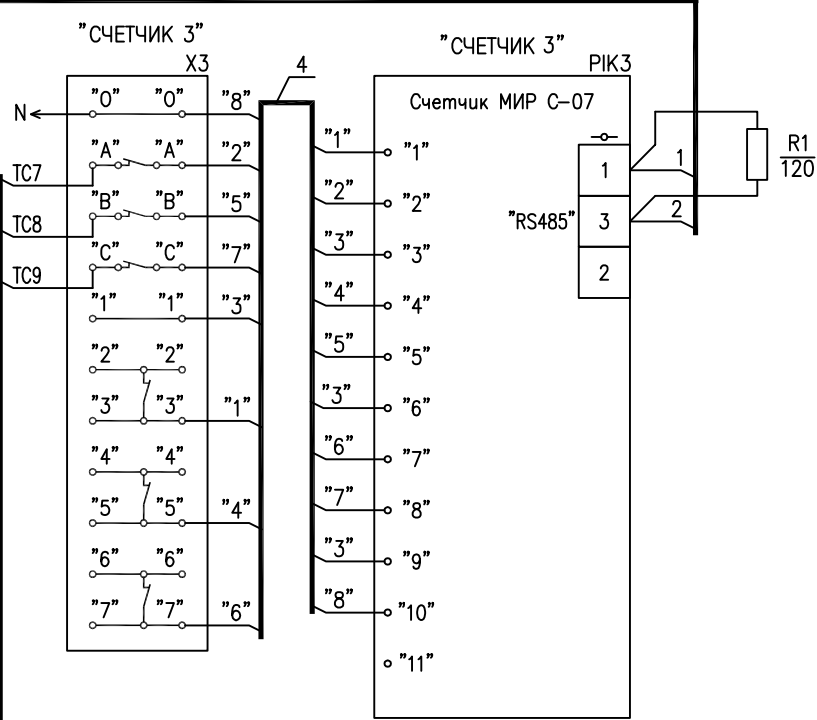 "СЧЕТЧИК 3"
X3
4
"СЧЕТЧИК 3"
PIK3
Счетчик МИР С-07
N
"0" "0" "8"
TC7
"A" "A" "2"
TC8
"B" "B" "5"
TC9
"C" "C" "7"
"1" "1" "3"
"2" "2"
"3" "3" "1"
"4" "4"
"5" "5" "4"
"6" "6"
"7" "7" "6"
"1" "1"
"2" "2"
"3" "3"
"4" "4"
"5" "5"
"3" "6"
"6" "7"
"7" "8"
"3" "9"
"8" "10"
"11"
1 1
"RS485" 3 2
2
R1
120